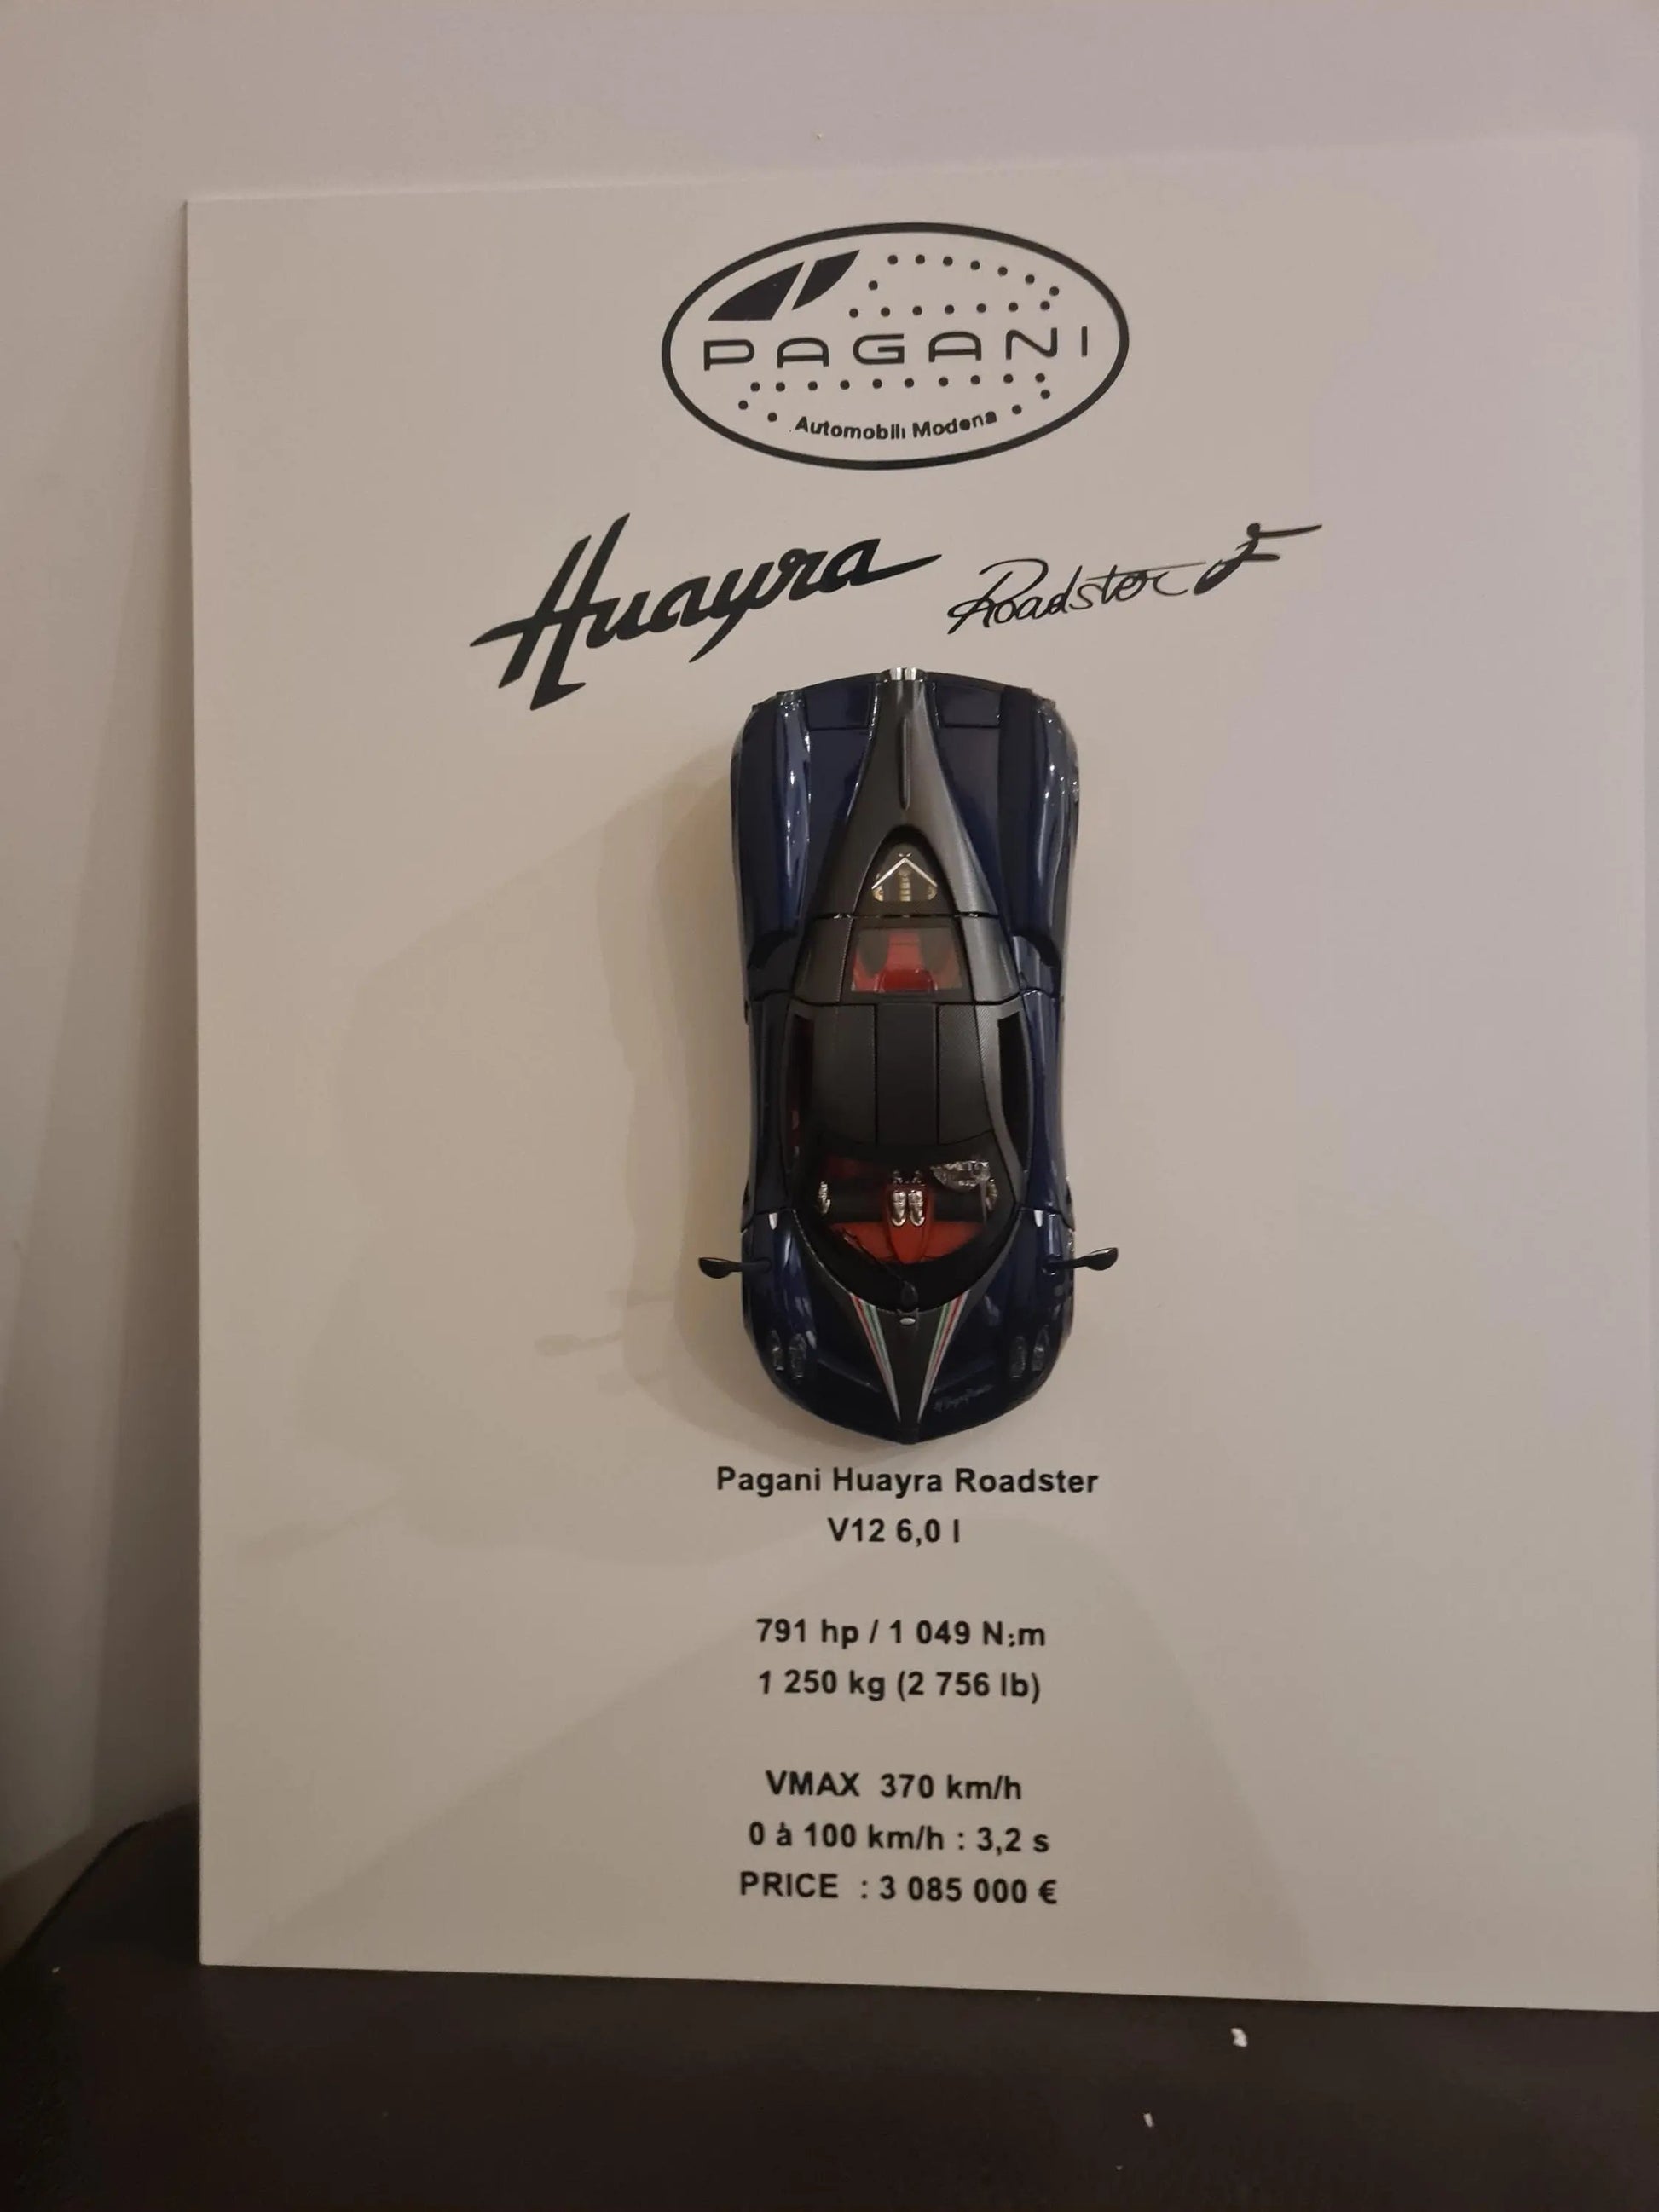 PAGANI
Automobili Modena
Huayra Roadster
Pagani Huayra Roadster
V12 6,0 l
791 hp / 1 049 N;m
1 250 kg (2 756 lb)
VMAX 370 km/h
0 à 100 km/h : 3,2 s
PRICE : 3 085 000 €